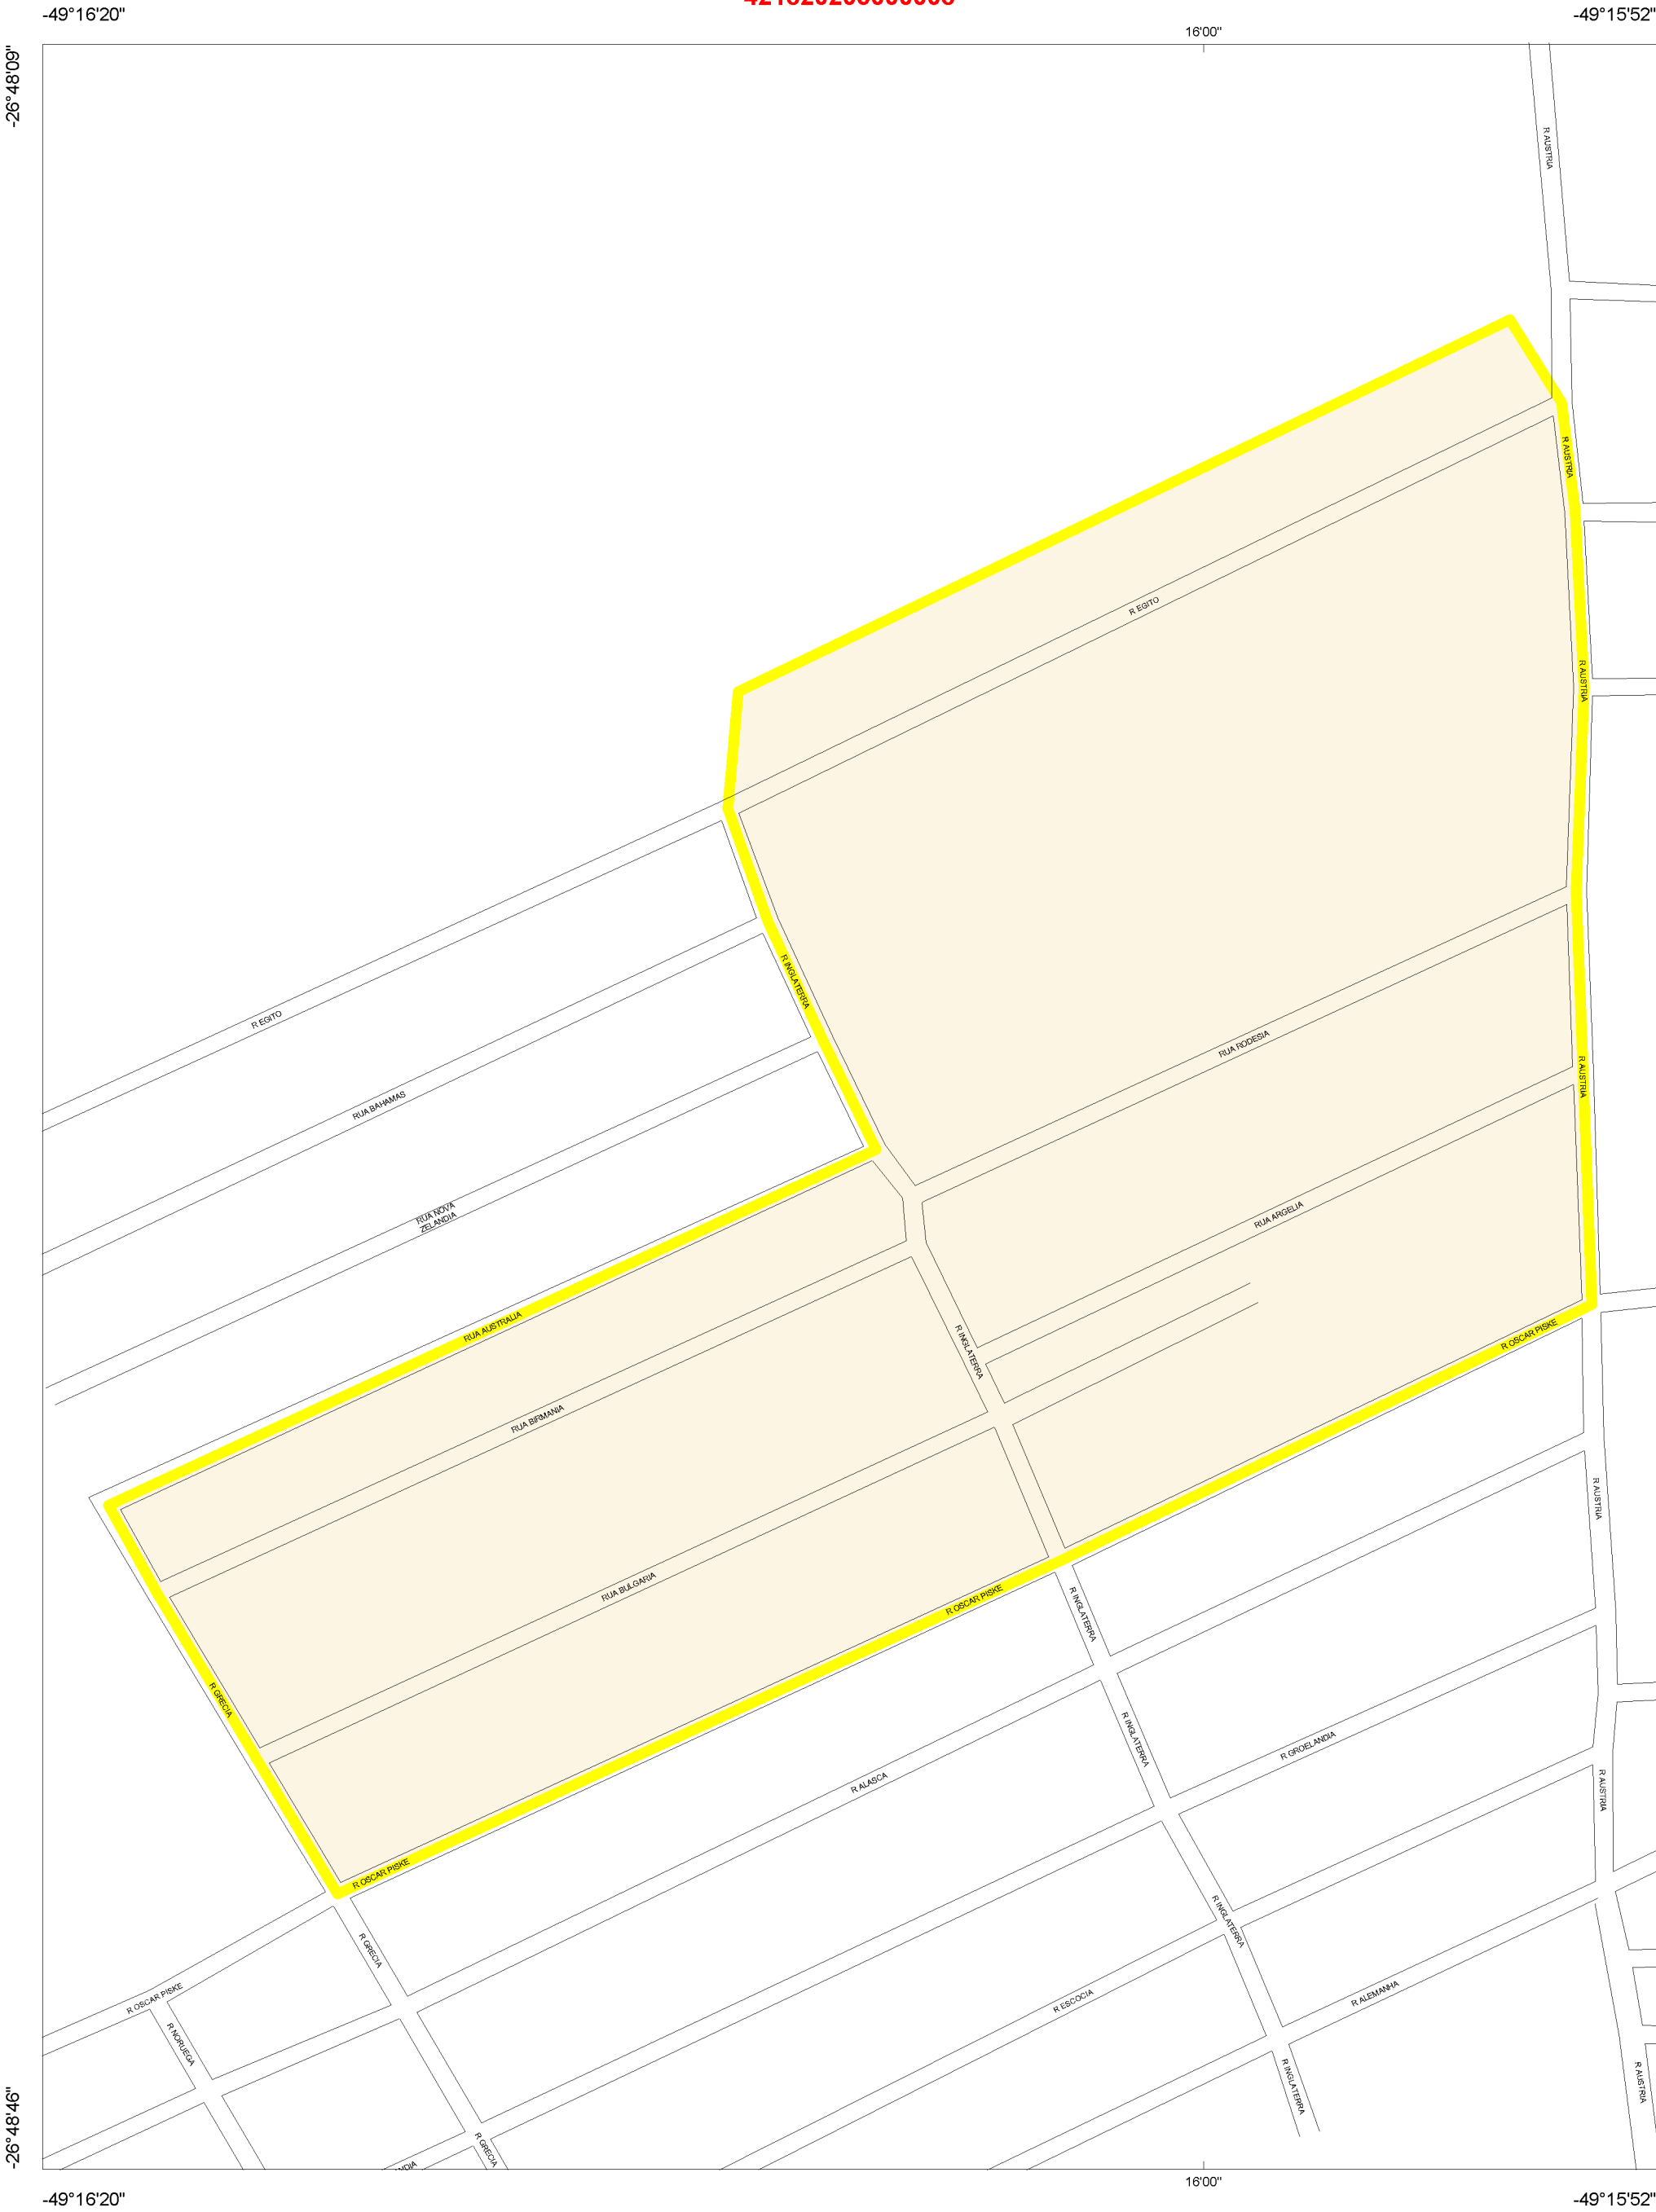 -49°16'20"
-49°15'52"
16'00"
-26°48'09"
R AUSTRIA
R AUSTRIA
R EGITO
R AUSTRIA
R INGLATERRA
R EGITO
RUA RODESIA
R AUSTRIA
RUA BAHAMAS
RUA NOVA
ZELANDIA
RUA ARGELIA
RUA AUSTRALIA
R INGLATERRA
R OSCAR PISKE
RUA BIRMANIA
R AUSTRIA
RUA BULGARIA
R OSCAR PISKE
R INGLATERRA
R GRECIA
R INGLATERRA
R GROELANDIA
R ALASCA
R AUSTRIA
R OSCAR PISKE
R INGLATERRA
R GRECIA
R OSCAR PISKE
R ESCOCIA
R ALEMANHA
R NORUEGA
R INGLATERRA
R AUSTRIA
R GRECIA
-26°48'46"
16'00"
-49°16'20"
-49°15'52"